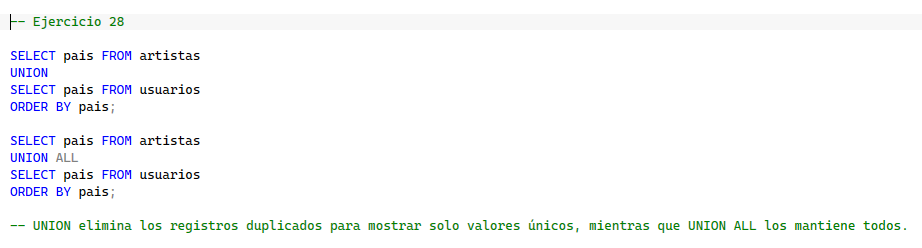 -- Ejercicio 28
SELECT pais FROM artistas
UNION
SELECT pais FROM usuarios
ORDER BY pais;
SELECT pais FROM artistas
UNION ALL
SELECT pais FROM usuarios
ORDER BY pais;
-- UNION elimina los registros duplicados para mostrar solo valores únicos, mientras que UNION ALL los mantiene todos.